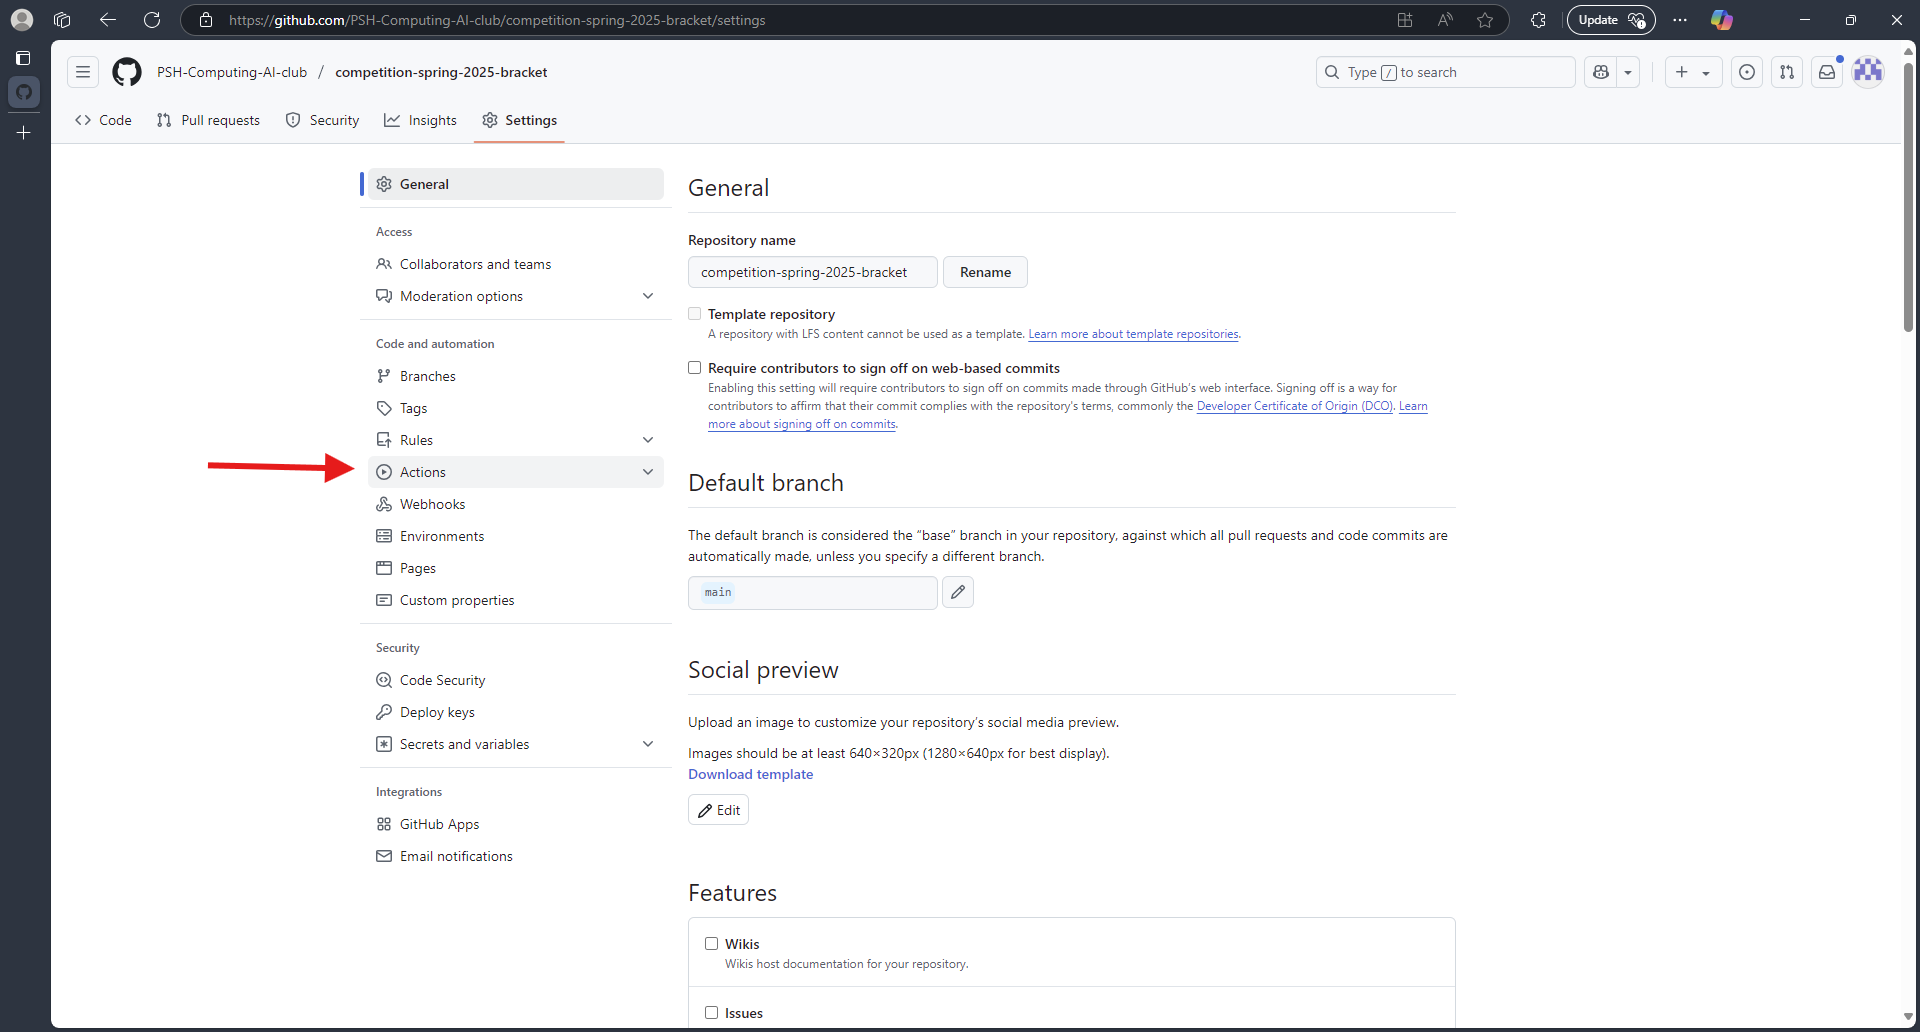 https://github.com/PSH-Computing-AI-club/competition-spring-2025-bracket/settings
Update
PSH-Computing-AI-club / competition-spring-2025-bracket
Type / to search
Code
Pull requests
Security
Insights
Settings
General
Access
Collaborators and teams
Moderation options
Code and automation
Branches
Tags
Rules
Actions
Webhooks
Environments
Pages
Custom properties
Security
Code Security
Deploy keys
Secrets and variables
Integrations
GitHub Apps
Email notifications
General
Repository name
competition-spring-2025-bracket
Rename
Template repository
A repository with LFS content cannot be used as a template. Learn more about template repositories.
Require contributors to sign off on web-based commits
Enabling this setting will require contributors to sign off on commits made through GitHub's web interface. Signing off is a way for
contributors to affirm that their commit complies with the repository's terms, commonly the Developer Certificate of Origin (DCO). Learn
more about signing off on commits.
Default branch
The default branch is considered the “base” branch in your repository, against which all pull requests and code commits are
automatically made, unless you specify a different branch.
main
Social preview
Upload an image to customize your repository's social media preview.
Images should be at least 640×320px (1280×640px for best display).
Download template
Edit
Features
Wikis
Wikis host documentation for your repository.
Issues